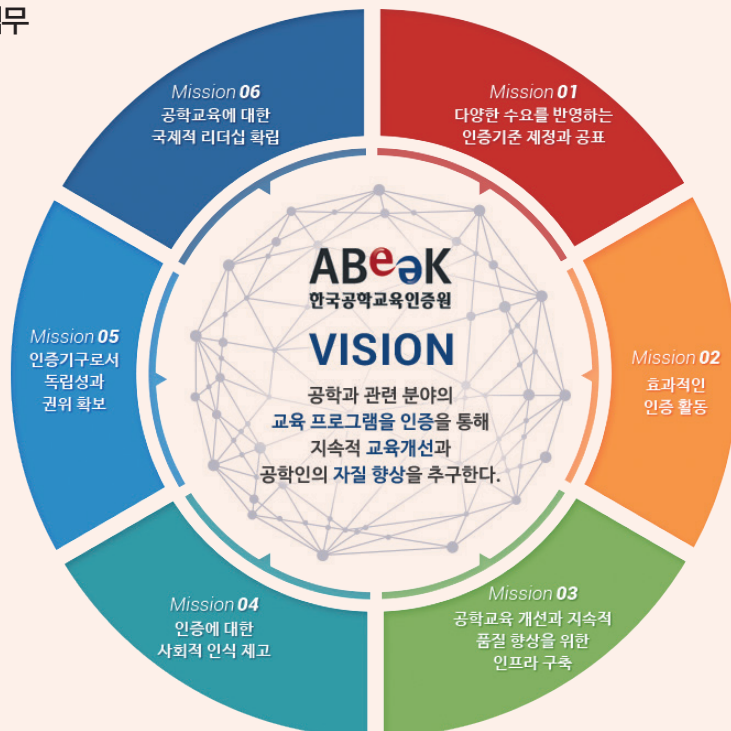 Mission 01
다양한 수요를 반영하는
인증기준 제정과 공표
Mission 02
효과적인
인증 활동
Mission 03
공학교육 개선과 지속적
품질 향상을 위한
인프라 구축
Mission 04
인증에 대한
사회적 인식 제고
Mission 05
인증기구로서
독립성과
권위 확보
Mission 06
공학교육에 대한
국제적 리더십 확립
ABeeK
한국공학교육인증원
VISION
공학과 관련 분야의
교육 프로그램을 인증을 통해
지속적 교육개선과
공학인의 자질 향상을 추구한다.